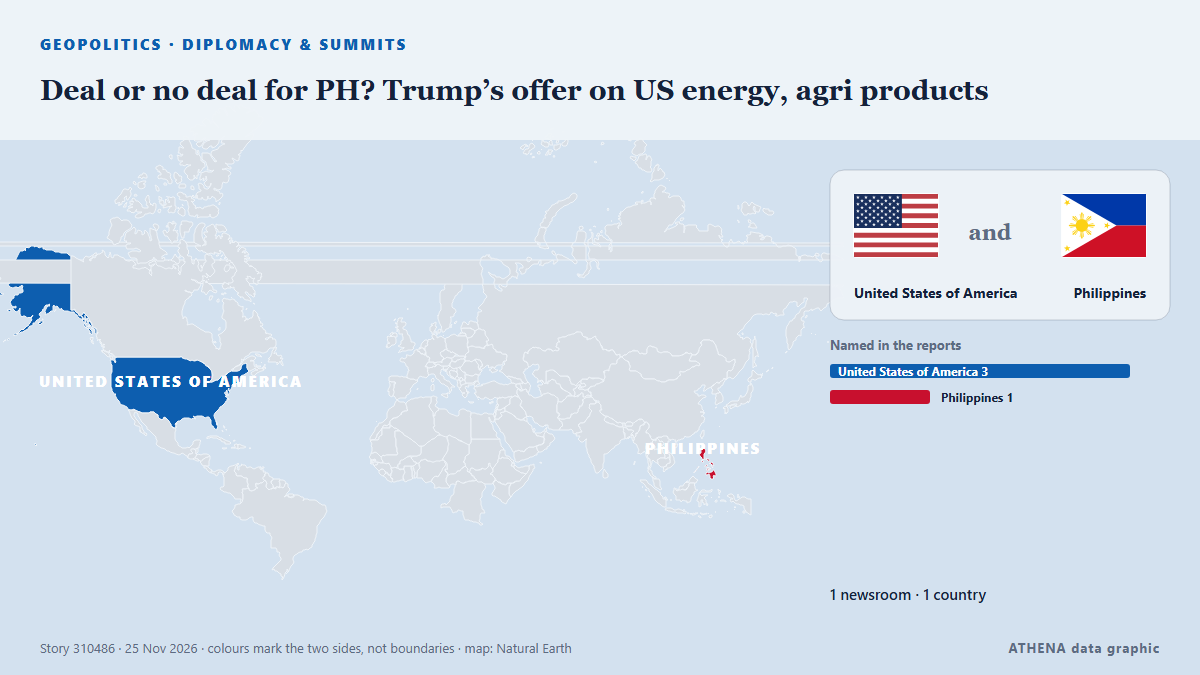 GEOPOLITICS · DIPLOMACY & SUMMITS
Deal or no deal for PH? Trump’s offer on US energy, agri products
and
United States of America
Philippines
Named in the reports
United States of America 3
Philippines 1
UNITED STATES OF AMERICA
PHILIPPINES
1 newsroom · 1 country
Story 310486 · 25 Nov 2026 · colours mark the two sides, not boundaries · map: Natural Earth
ATHENA data graphic